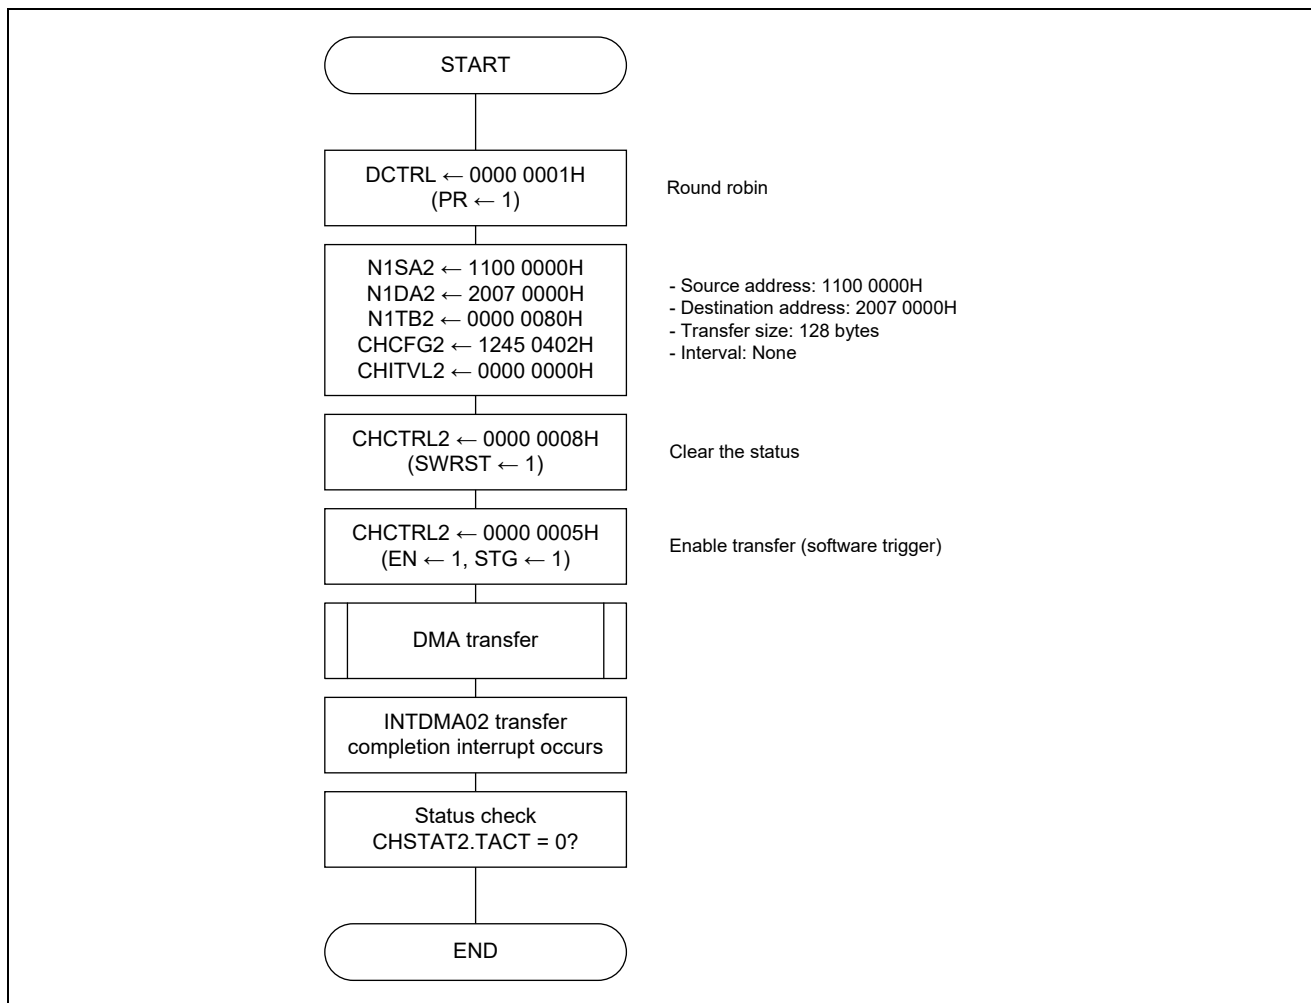 START
DCTRL ← 0000 0001H
(PR ← 1)
Round robin
N1SA2 ← 1100 0000H
N1DA2 ← 2007 0000H
N1TB2 ← 0000 0080H
CHCFG2 ← 1245 0402H
CHITVL2 ← 0000 0000H
- Source address: 1100 0000H
- Destination address: 2007 0000H
- Transfer size: 128 bytes
- Interval: None
CHCTRL2 ← 0000 0008H
(SWRST ← 1)
Clear the status
CHCTRL2 ← 0000 0005H
(EN ← 1, STG ← 1)
Enable transfer (software trigger)
DMA transfer
INTDMA02 transfer
completion interrupt occurs
Status check
CHSTAT2.TACT = 0?
END